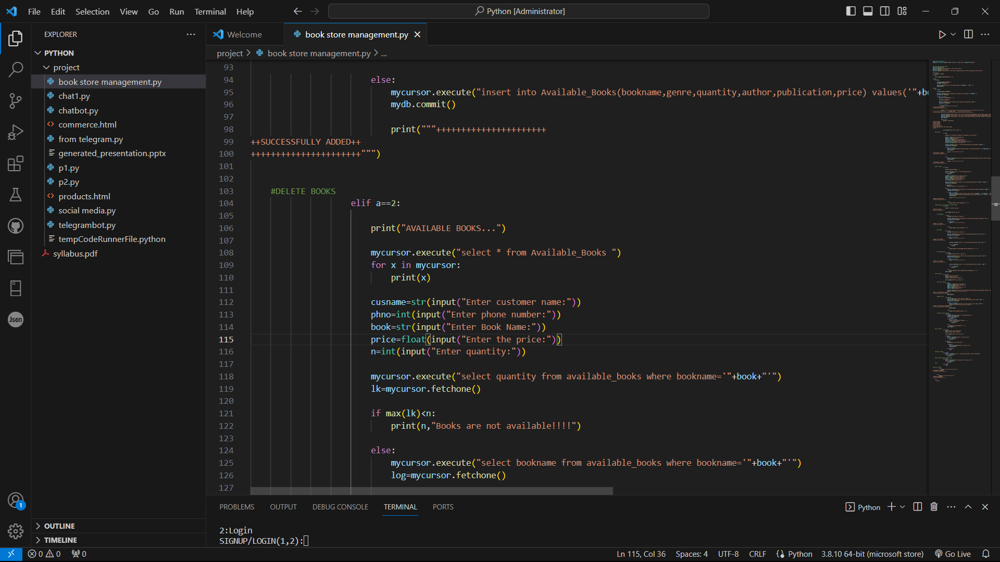 File Edit Selection View Go Run Terminal Help
Python [Administrator]
EXPLORER
PYTHON
project
book store management.py
chat1.py
chatbot.py
commerce.html
from telegram.py
generated_presentation.pptx
p1.py
p2.py
products.html
social media.py
telegrambot.py
tempCodeRunnerFile.python
syllabus.pdf
OUTLINE
TIMELINE
Json
1
Welcome
book store management.py
project > book store management.py > ...
93
94 else:
95 mycursor.execute("insert into Available_Books(bookname,genre,quantity,author,publication,price) values('"+bo
96 mydb.commit()
97
98 print("""++++++++++++++++++++++
99 ++SUCCESSFULLY ADDED++
100 ++++++++++++++++++++++""")
101
102
103 #DELETE BOOKS
104 elif a==2:
105
106 print("AVAILABLE BOOKS...")
107
108 mycursor.execute("select * from Available_Books ")
109 for x in mycursor:
110 print(x)
111
112 cusname=str(input("Enter customer name:"))
113 phno=int(input("Enter phone number:"))
114 book=str(input("Enter Book Name:"))
115 price=float(input("Enter the price:"))
116 n=int(input("Enter quantity:"))
117
118 mycursor.execute("select quantity from available_books where bookname='"+book+"'")
119 lk=mycursor.fetchone()
120
121 if max(lk)<n:
122 print(n,"Books are not available!!!!")
123
124 else:
125 mycursor.execute("select bookname from available_books where bookname='"+book+"'")
126 log=mycursor.fetchone()
127
PROBLEMS OUTPUT DEBUG CONSOLE TERMINAL PORTS
Python
2:Login
SIGNUP/LOGIN(1,2):
0 0 0
Ln 115, Col 36 Spaces: 4 UTF-8 CRLF Python 3.8.10 64-bit (microsoft store) Go Live